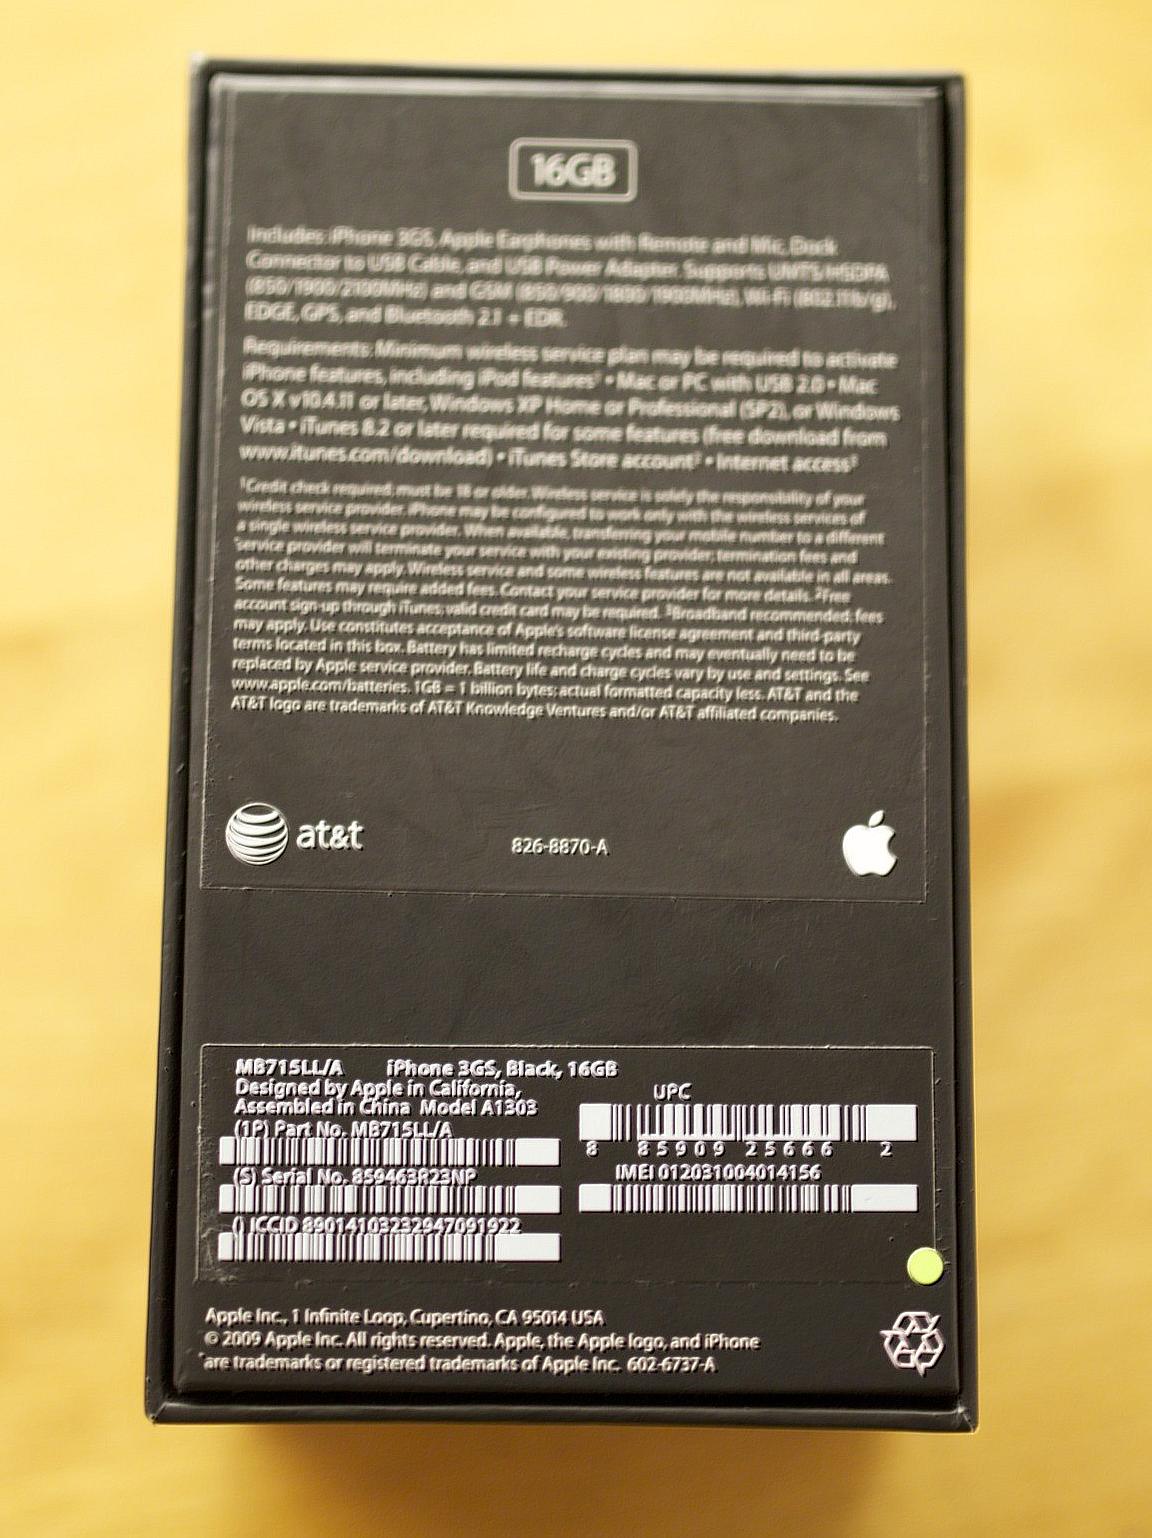 16GB
Includes: iPhone 3GS, Apple Earphones with Remote and Mic, Dock
Connector to USB Cable, and USB Power Adapter. Supports UMTS/HSDPA
(850/1900/2100MHz) and GSM (850/900/1800/1900MHz), Wi-Fi (802.11b/g),
EDGE, GPS, and Bluetooth 2.1 + EDR.
Requirements: Minimum wireless service plan may be required to activate
iPhone features, including iPod features¹ • Mac or PC with USB 2.0 • Mac
OS X v10.4.11 or later, Windows XP Home or Professional (SP2), or Windows
Vista • iTunes 8.2 or later required for some features (free download from
www.itunes.com/download) • iTunes Store account² • Internet access³
¹Credit check required; must be 18 or older. Wireless service is solely the responsibility of your
wireless service provider. iPhone may be configured to work only with the wireless services of
a single wireless service provider. When available, transferring your mobile number to a different
service provider will terminate your service with your existing provider; termination fees and
other charges may apply. Wireless service and some wireless features are not available in all areas.
Some features may require added fees. Contact your service provider for more details. ²Free
account sign-up through iTunes; valid credit card may be required. ³Broadband recommended; fees
may apply. Use constitutes acceptance of Apple's software license agreement and third-party
terms located in this box. Battery has limited recharge cycles and may eventually need to be
replaced by Apple service provider. Battery life and charge cycles vary by use and settings. See
www.apple.com/batteries. 1GB = 1 billion bytes; actual formatted capacity less. AT&T and the
AT&T logo are trademarks of AT&T Knowledge Ventures and/or AT&T affiliated companies.
at&t 826-8870-A
MB715LL/A iPhone 3GS, Black, 16GB
Designed by Apple in California,
Assembled in China Model A1303
(1P) Part No. MB715LL/A
(S) Serial No. 859463R23NP
() ICCID 89014103232947091922
UPC
8 85909 25666 2
IMEI 012031004014156
Apple Inc., 1 Infinite Loop, Cupertino, CA 95014 USA
© 2009 Apple Inc. All rights reserved. Apple, the Apple logo, and iPhone
are trademarks or registered trademarks of Apple Inc. 602-6737-A